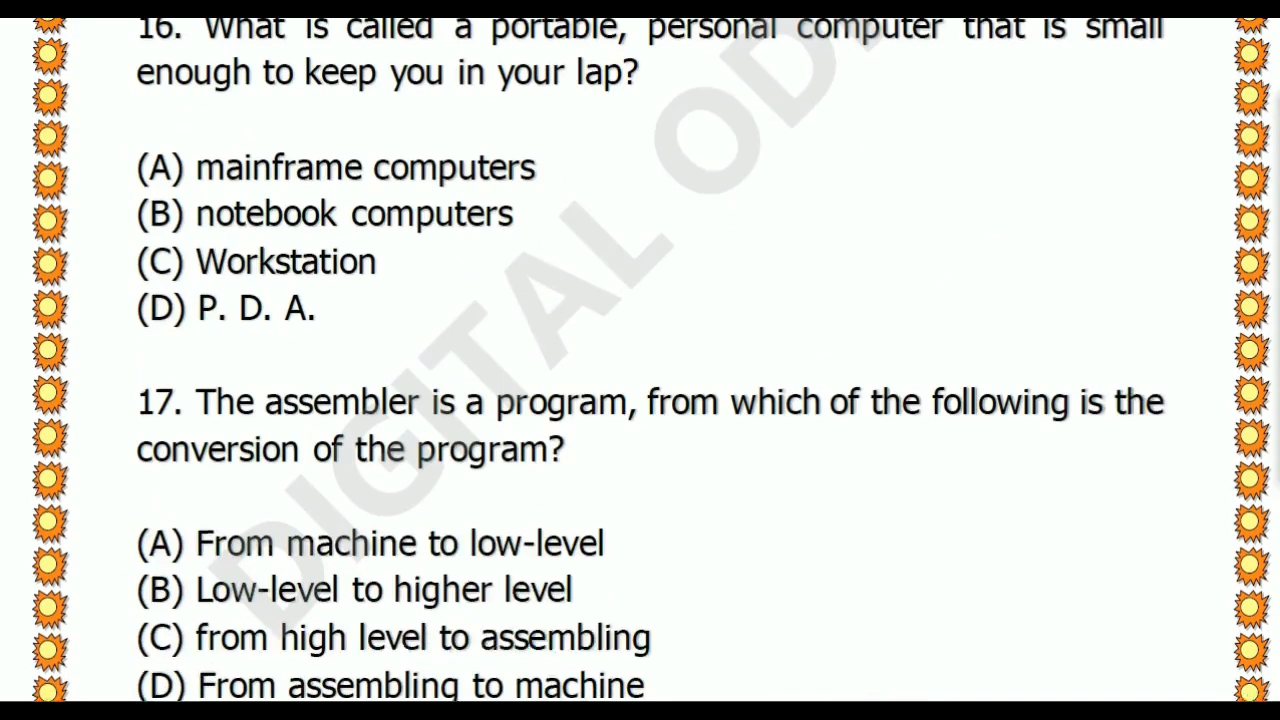 16. What is called a portable, personal computer that is small
enough to keep you in your lap?
(A) mainframe computers
(B) notebook computers
(C) Workstation
(D) P. D. A.
17. The assembler is a program, from which of the following is the
conversion of the program?
(A) From machine to low-level
(B) Low-level to higher level
(C) from high level to assembling
(D) From assembling to machine
DIGITAL